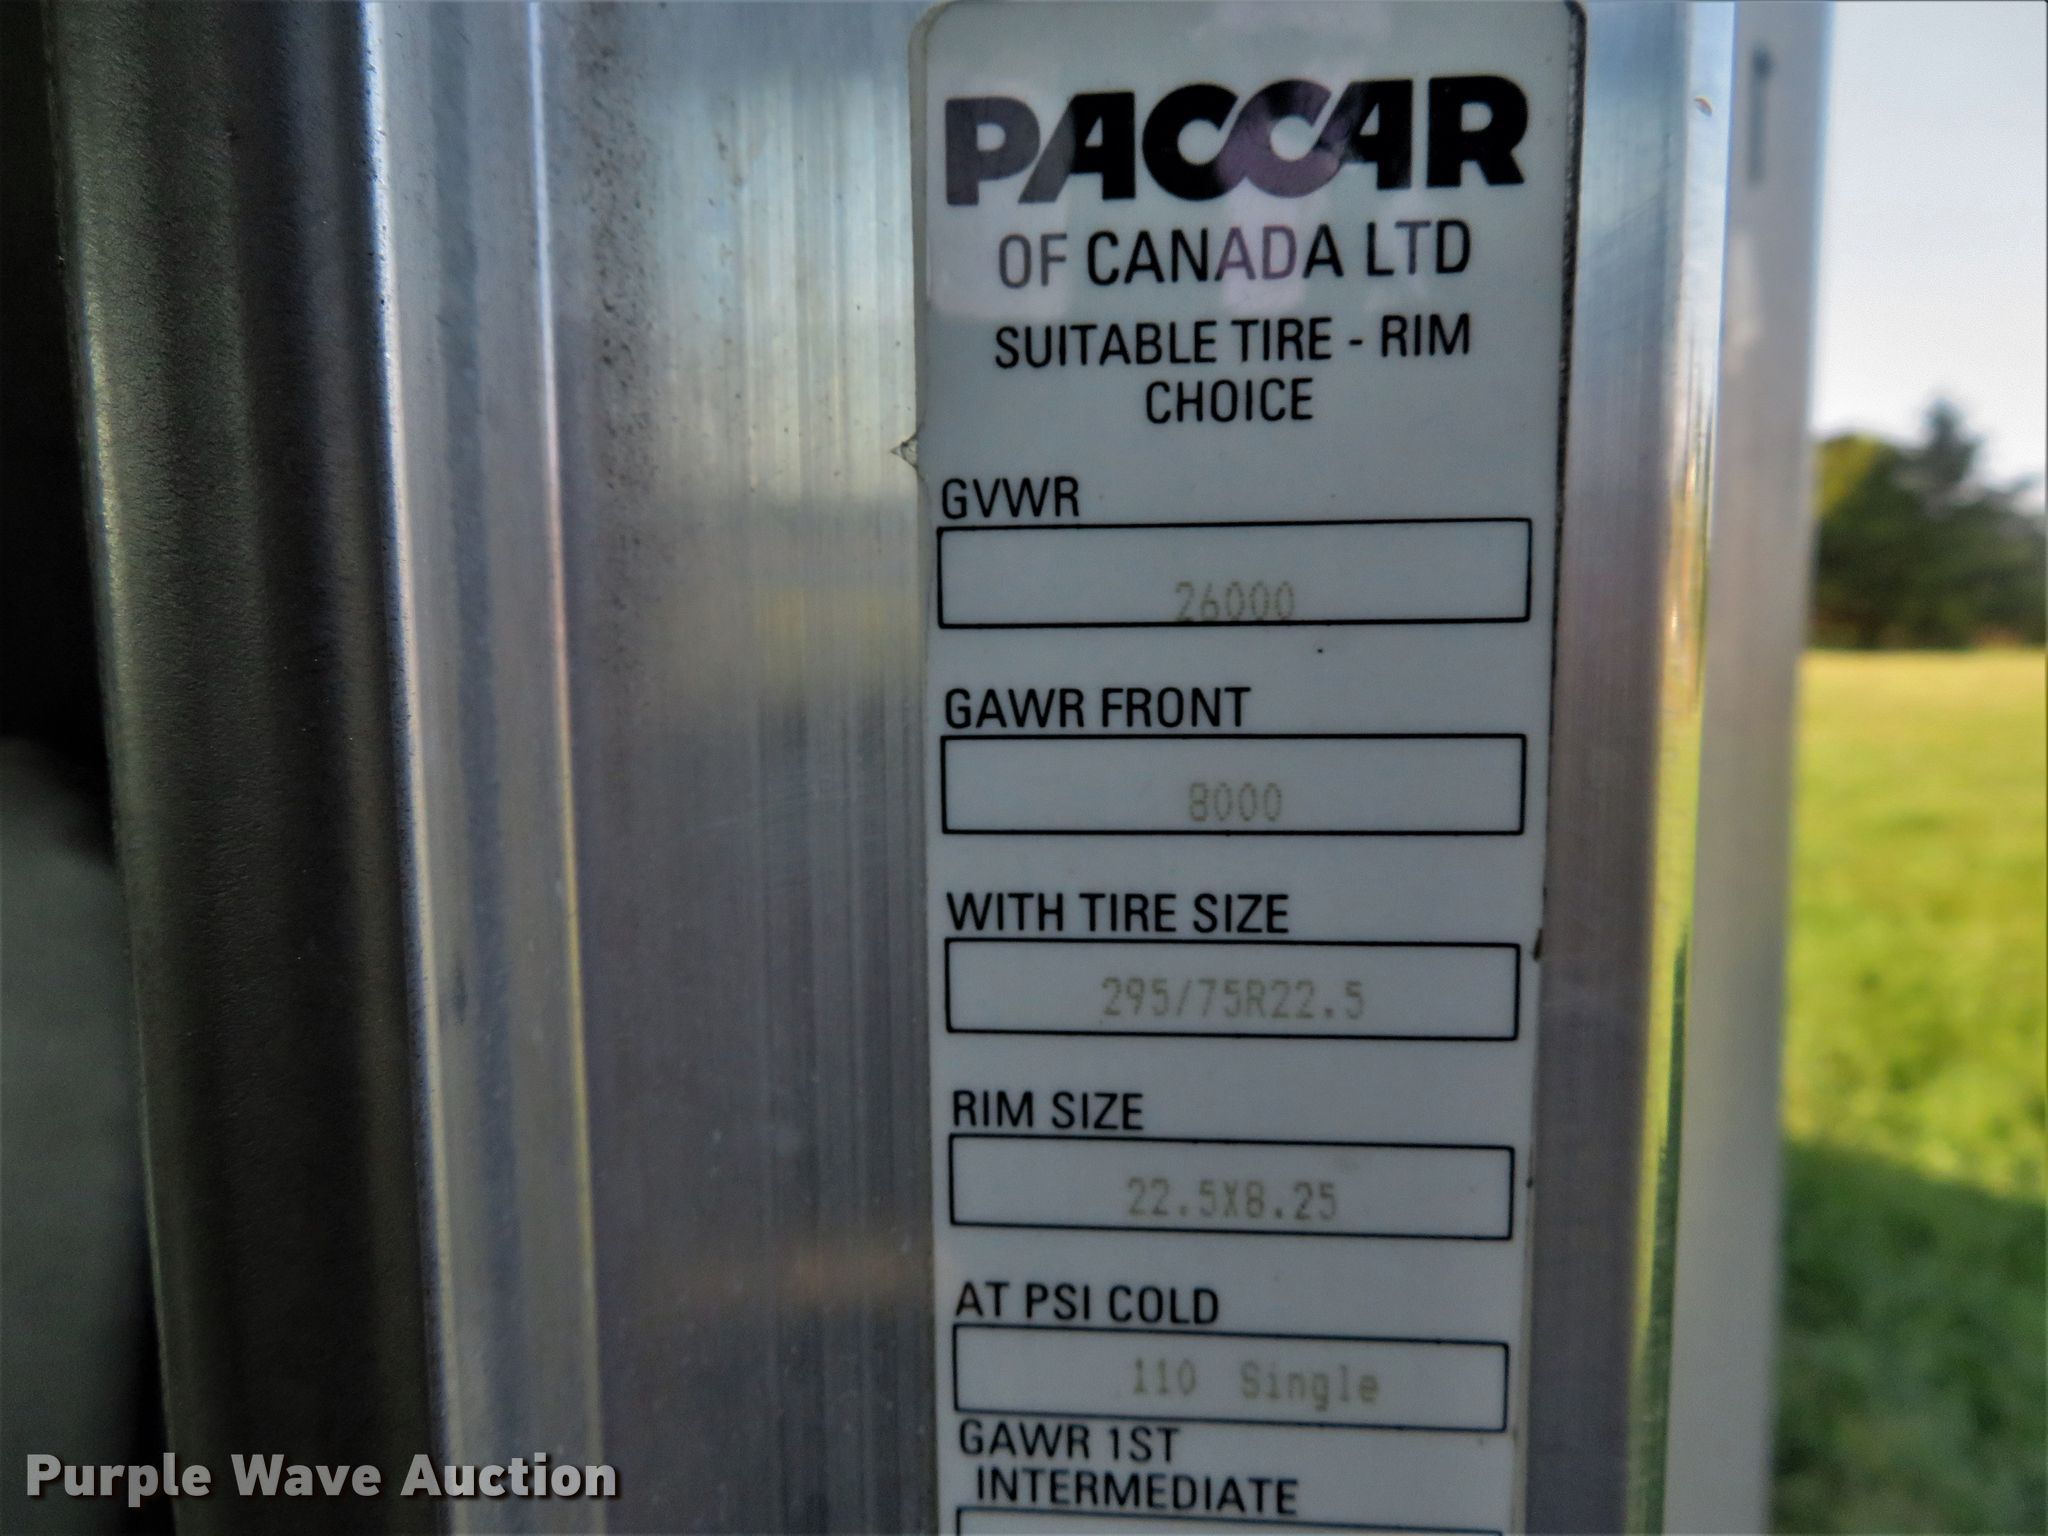 PACCAR
OF CANADA LTD
SUITABLE TIRE - RIM
CHOICE
GVWR
26000
GAWR FRONT
8000
WITH TIRE SIZE
295/75R22.5
RIM SIZE
22.5X8.25
AT PSI COLD
110 Single
GAWR 1ST
INTERMEDIATE
Purple Wave Auction